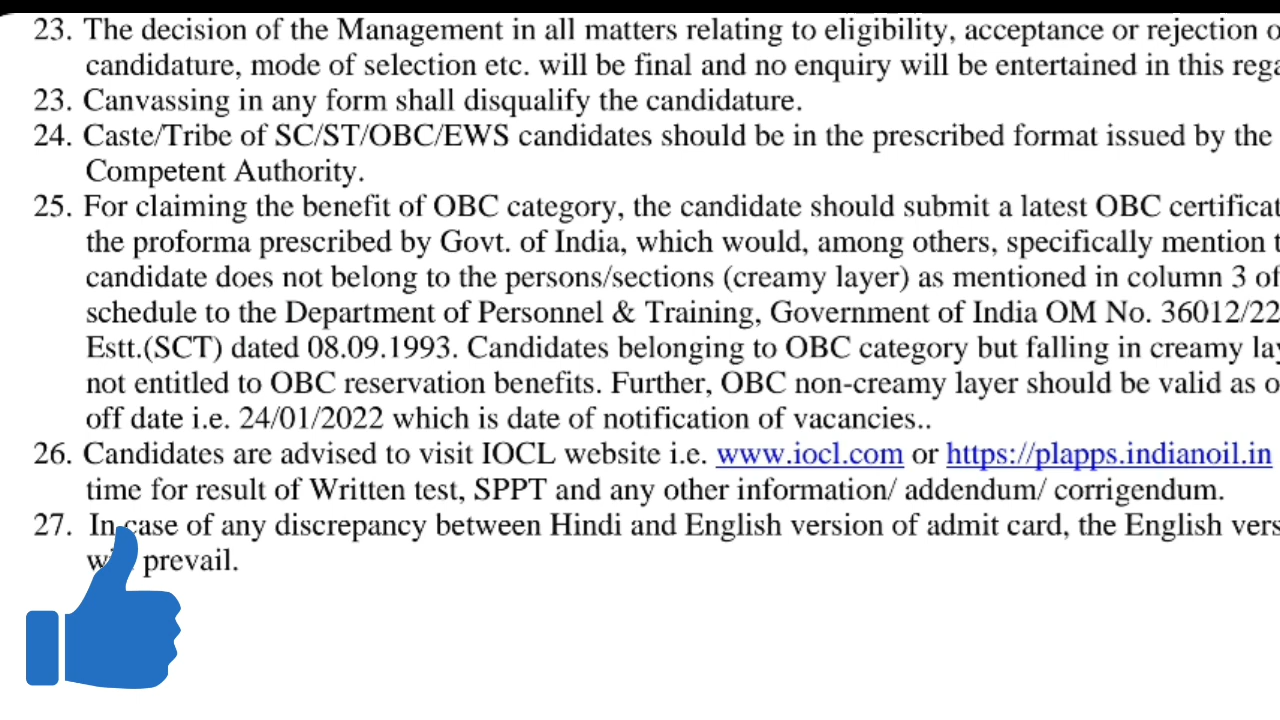 23. The decision of the Management in all matters relating to eligibility, acceptance or rejection
candidature, mode of selection etc. will be final and no enquiry will be entertained in this
23. Canvassing in any form shall disqualify the candidature.
24. Caste/Tribe of SC/ST/OBC/EWS candidates should be in the prescribed format issued by the
Competent Authority.
25. For claiming the benefit of OBC category, the candidate should submit a latest OBC
the proforma prescribed by Govt. of India, which would, among others, specifically mention
candidate does not belong to the persons/sections (creamy layer) as mentioned in column 3 of
schedule to the Department of Personnel & Training, Government of India OM No. 36012/22
Estt.(SCT) dated 08.09.1993. Candidates belonging to OBC category but falling in creamy
not entitled to OBC reservation benefits. Further, OBC non-creamy layer should be valid as
off date i.e. 24/01/2022 which is date of notification of vacancies..
26. Candidates are advised to visit IOCL website i.e. www.iocl.com or https://plapps.indianoil.in
time for result of Written test, SPPT and any other information/ addendum/ corrigendum.
27. In case of any discrepancy between Hindi and English version of admit card, the English
prevail.